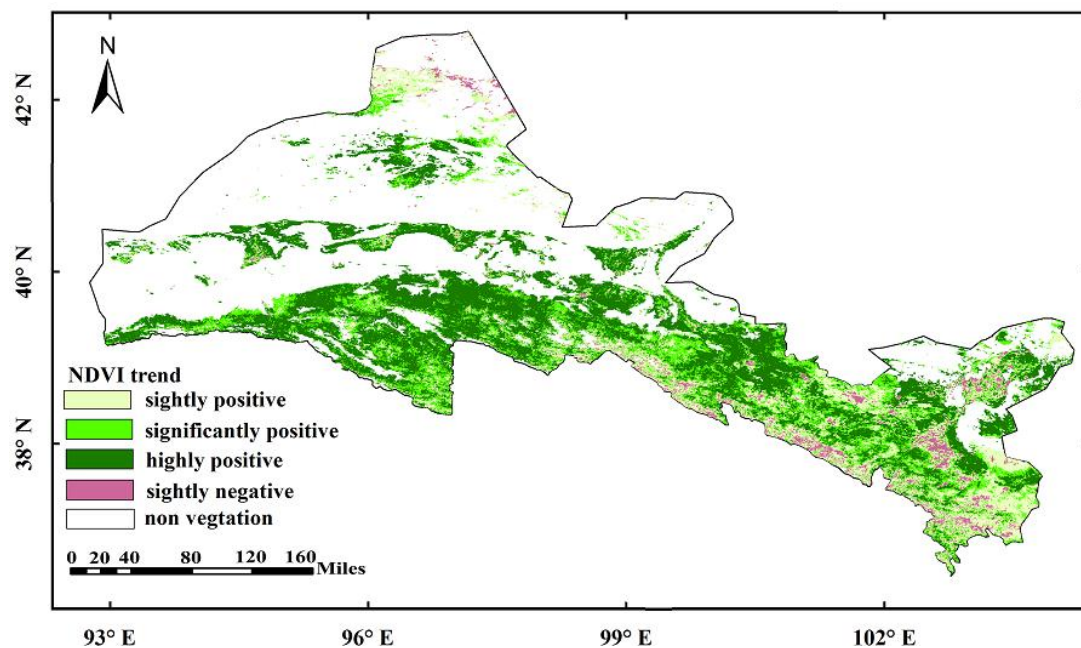 N
42° N
40° N
38° N
NDVI trend
sightly positive
significantly positive
highly positive
sightly negative
non vegtation
0 20 40 80 120 160 Miles
93° E 96° E 99° E 102° E